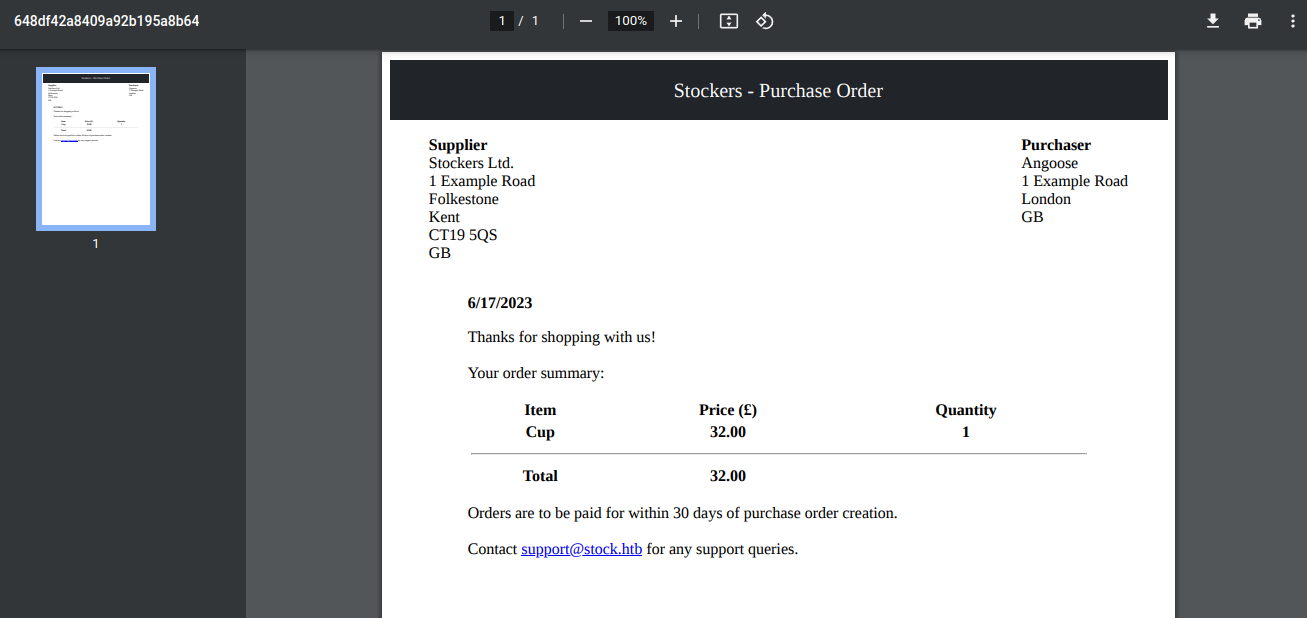 648df42a8409a92b195a8b64
1 / 1
100%
1
Stockers - Purchase Order
Supplier
Stockers Ltd.
1 Example Road
Folkestone
Kent
CT19 5QS
GB
Purchaser
Angoose
1 Example Road
London
GB
6/17/2023
Thanks for shopping with us!
Your order summary:
Item Price (£) Quantity
Cup 32.00 1
Total 32.00
Orders are to be paid for within 30 days of purchase order creation.
Contact support@stock.htb for any support queries.